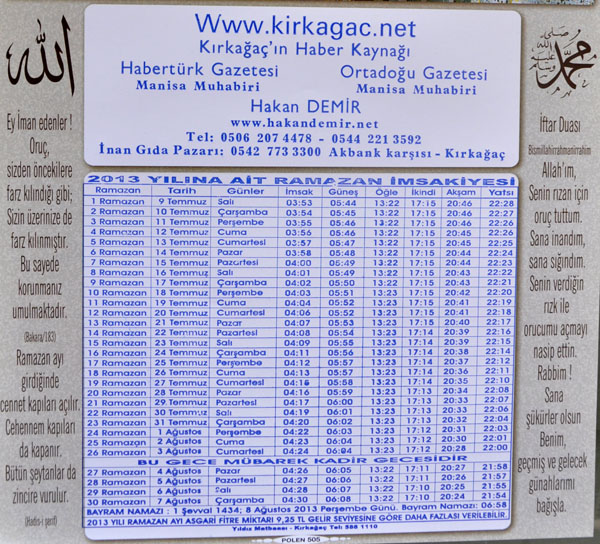 الله
Ey İman edenler !
Oruç,
sizden öncekilere
farz kılındığı gibi;
Sizin üzerinize de
farz kılınmıştır.
Bu sayede
korunmanız
umulmaktadır.
(Bakara/183)
Ramazan ayı
girdiğinde
cennet kapıları açılır.
Cehennem kapıları
da kapanır.
Bütün şeytanlar da
zincire vurulur.
(Hadis-i şerif)
Www.kirkagac.net
Kırkağaç'ın Haber Kaynağı
Habertürk Gazetesi Ortadoğu Gazetesi
Manisa Muhabiri Manisa Muhabiri
Hakan DEMİR
www.hakandemir.net
Tel: 0506 207 4478 - 0544 221 3592
İnan Gıda Pazarı: 0542 773 3300 Akbank karşısı - Kırkağaç
2013 YILINA AİT RAMAZAN İMSAKİYESİ
Ramazan Tarih Günler İmsak Güneş Öğle İkindi Akşam Yatsı
1 Ramazan 9 Temmuz Salı 03:53 05:44 13:22 17:15 20:46 22:28
2 Ramazan 10 Temmuz Çarşamba 03:54 05:45 13:22 17:15 20:46 22:27
3 Ramazan 11 Temmuz Perşembe 03:55 05:45 13:22 17:15 20:46 22:26
4 Ramazan 12 Temmuz Cuma 03:56 05:46 13:22 17:15 20:45 22:26
5 Ramazan 13 Temmuz Cumartesi 03:57 05:47 13:22 17:15 20:45 22:25
6 Ramazan 14 Temmuz Pazar 03:58 05:48 13:22 17:15 20:44 22:24
7 Ramazan 15 Temmuz Pazartesi 03:00 05:49 13:22 17:15 20:44 22:23
8 Ramazan 16 Temmuz Salı 04:01 05:49 13:22 17:15 20:43 22:22
9 Ramazan 17 Temmuz Çarşamba 04:02 05:50 13:22 17:15 20:43 22:21
10 Ramazan 18 Temmuz Perşembe 04:03 05:51 13:23 17:15 20:42 22:20
11 Ramazan 19 Temmuz Cuma 04:04 05:52 13:23 17:15 20:41 22:19
12 Ramazan 20 Temmuz Cumartesi 04:06 05:52 13:23 17:15 20:41 22:18
13 Ramazan 21 Temmuz Pazar 04:07 05:53 13:23 17:15 20:40 22:17
14 Ramazan 22 Temmuz Pazartesi 04:08 05:54 13:23 17:14 20:39 22:16
15 Ramazan 23 Temmuz Salı 04:09 05:55 13:23 17:14 20:39 22:15
16 Ramazan 24 Temmuz Çarşamba 04:11 05:56 13:23 17:14 20:38 22:14
17 Ramazan 25 Temmuz Perşembe 04:12 05:57 13:23 17:14 20:37 22:12
18 Ramazan 26 Temmuz Cuma 04:13 05:57 13:23 17:14 20:36 22:11
19 Ramazan 27 Temmuz Cumartesi 04:15 05:58 13:23 17:14 20:35 22:10
20 Ramazan 28 Temmuz Pazar 04:16 05:59 13:23 17:13 20:34 22:08
21 Ramazan 29 Temmuz Pazartesi 04:17 06:00 13:23 17:13 20:34 22:07
22 Ramazan 30 Temmuz Salı 04:19 06:01 13:23 17:13 20:33 22:06
23 Ramazan 31 Temmuz Çarşamba 04:20 06:02 13:23 17:13 20:32 22:04
24 Ramazan 1 Ağustos Perşembe 04:22 06:03 13:23 17:12 20:31 22:03
25 Ramazan 2 Ağustos Cuma 04:23 06:04 13:23 17:12 20:30 22:01
26 Ramazan 3 Ağustos Cumartesi 04:24 06:04 13:22 17:12 20:28 22:00
BU GECE MÜBAREK KADİR GECESİDİR
27 Ramazan 4 Ağustos Pazar 04:26 06:05 13:22 17:11 20:27 21:58
28 Ramazan 5 Ağustos Pazartesi 04:27 06:06 13:22 17:11 20:26 21:57
29 Ramazan 6 Ağustos Salı 04:28 06:07 13:22 17:10 20:25 21:55
30 Ramazan 7 Ağustos Çarşamba 04:30 06:08 13:22 17:10 20:24 21:54
BAYRAM NAMAZI : 1 Şevval 1434; 8 Ağustos 2013 Perşembe Günü. Bayram Namazı: 06:58
2013 YILI RAMAZAN AYI ASGARİ FİTRE MİKTARI 9,25 TL GELİR SEVİYESİNE GÖRE DAHA FAZLASI VERİLEBİLİR
Yıldız Matbaası - Kırkağaç Tel: 588 1110
POLEN 505
محمد
صلى الله عليه وسلم
İftar Duası
Bismillahirrahmanirrahim
Allah'ım,
Senin rızan için
oruç tuttum.
Sana inandım,
sana sığındım.
Senin verdiğin
rızk ile
orucumu açmayı
nasip ettin.
Rabbim !
Sana
şükürler olsun
Benim,
geçmiş ve gelecek
günahlarımı
bağışla.